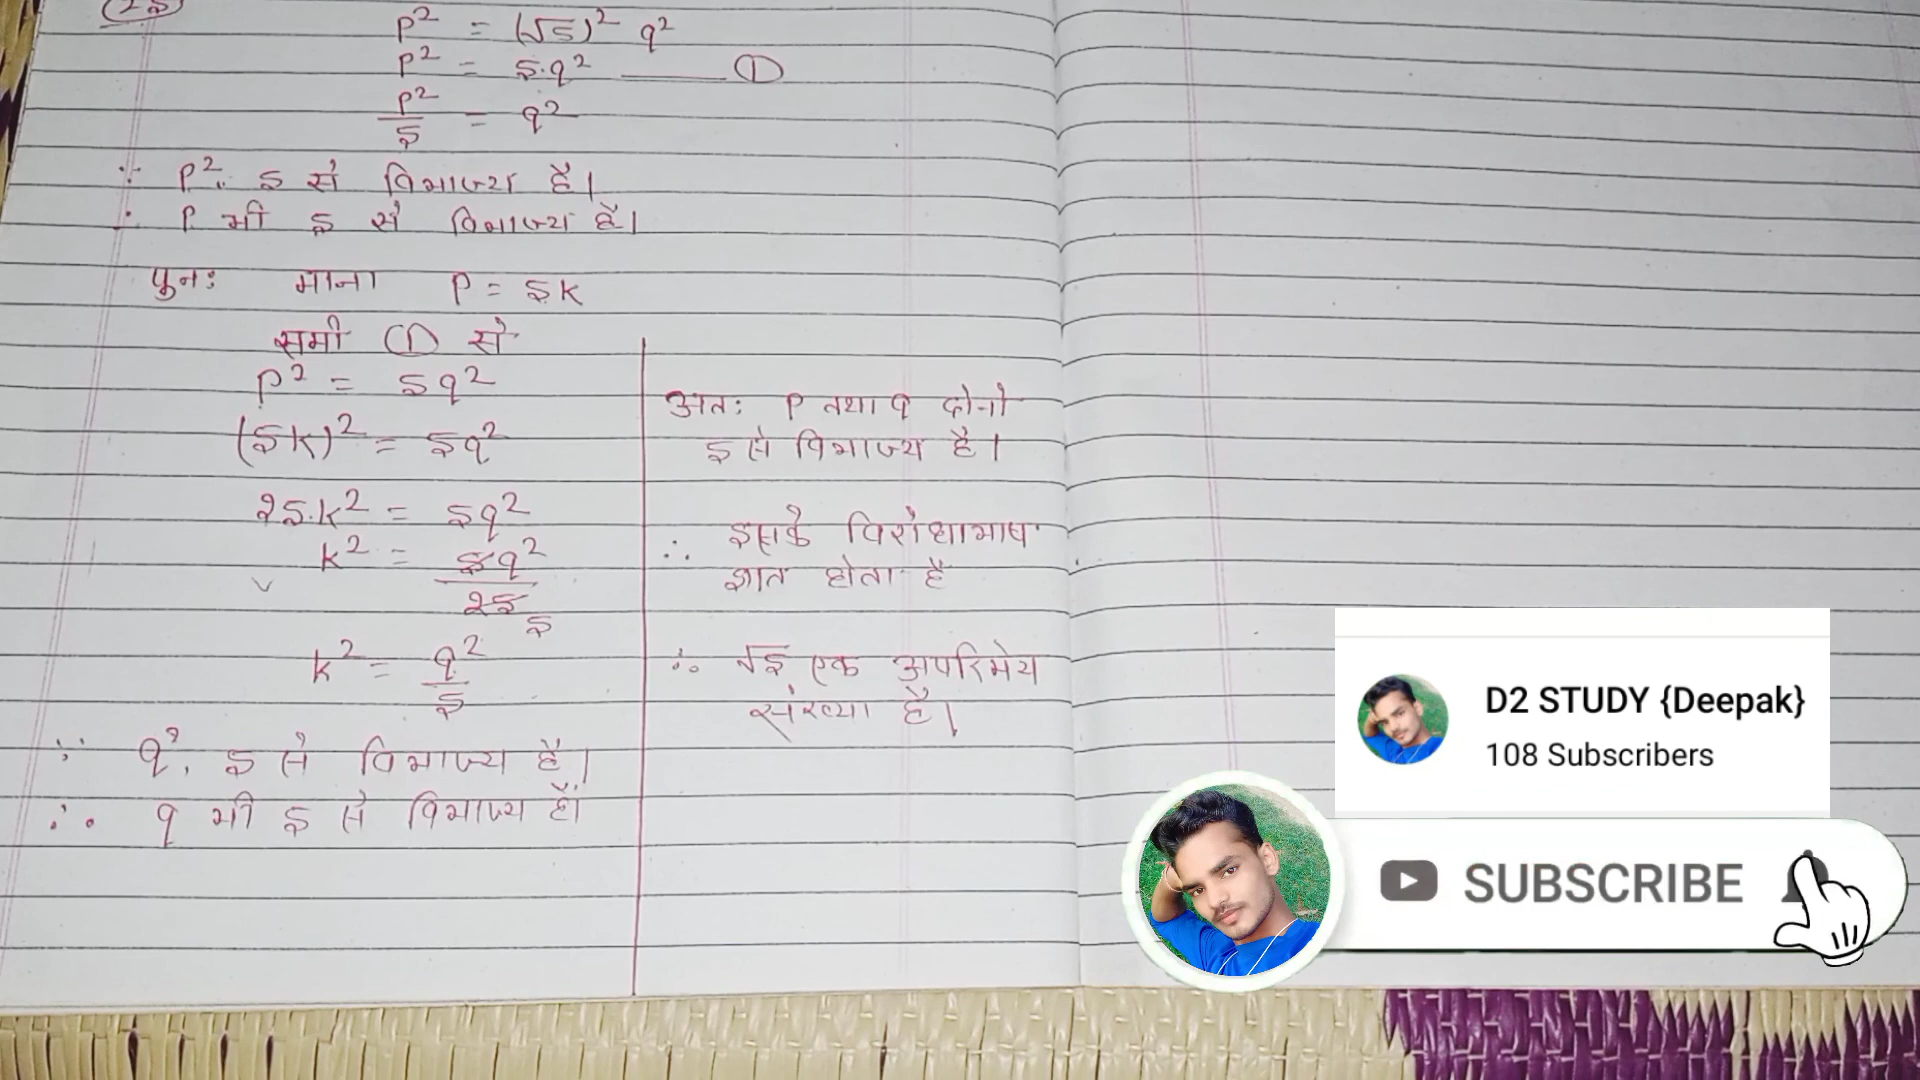 (25)
p² = (√5)² q²
p² = 5.q² ——— ①
p²/5 = q²
∵ p², 5 से विभाज्य है।
∴ p भी 5 से विभाज्य है।
पुनः माना p = 5k
समी ① से
p² = 5q²
(5k)² = 5q²
25.k² = 5q²
k² = 5q²/25 5
k² = q²/5
∵ q², 5 से विभाज्य है।
∴ q भी 5 से विभाज्य है।
अतः p तथा q दोनो
5 से विभाज्य है।
∴ इसके विरोधाभाष
ज्ञात होता है
∴ √5 एक अपरिमेय
संख्या है।
D2 STUDY {Deepak}
108 Subscribers
SUBSCRIBE